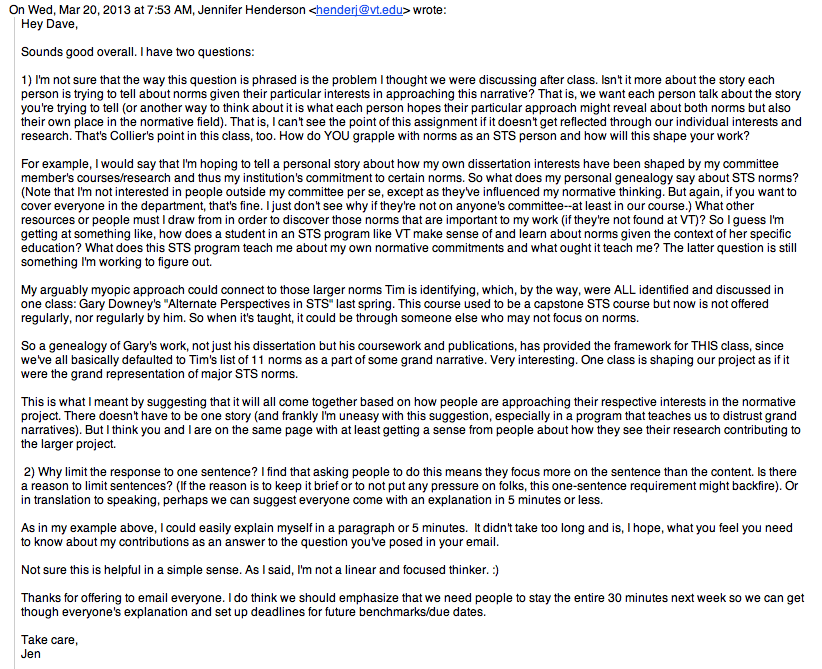 On Wed, Mar 20, 2013 at 7:53 AM, Jennifer Henderson <henderj@vt.edu> wrote:
Hey Dave,
Sounds good overall. I have two questions:
1) I'm not sure that the way this question is phrased is the problem I thought we were discussing after class. Isn't it more about the story each
person is trying to tell about norms given their particular interests in approaching this narrative? That is, we want each person talk about the story
you're trying to tell (or another way to think about it is what each person hopes their particular approach might reveal about both norms but also
their own place in the normative field). That is, I can't see the point of this assignment if it doesn't get reflected through our individual interests and
research. That's Collier's point in this class, too. How do YOU grapple with norms as an STS person and how will this shape your work?
For example, I would say that I'm hoping to tell a personal story about how my own dissertation interests have been shaped by my committee
member's courses/research and thus my institution's commitment to certain norms. So what does my personal genealogy say about STS norms?
(Note that I'm not interested in people outside my committee per se, except as they've influenced my normative thinking. But again, if you want to
cover everyone in the department, that's fine. I just don't see why if they're not on anyone's committee--at least in our course.) What other
resources or people must I draw from in order to discover those norms that are important to my work (if they're not found at VT)? So I guess I'm
getting at something like, how does a student in an STS program like VT make sense of and learn about norms given the context of her specific
education? What does this STS program teach me about my own normative commitments and what ought it teach me? The latter question is still
something I'm working to figure out.
My arguably myopic approach could connect to those larger norms Tim is identifying, which, by the way, were ALL identified and discussed in
one class: Gary Downey's "Alternate Perspectives in STS" last spring. This course used to be a capstone STS course but now is not offered
regularly, nor regularly by him. So when it's taught, it could be through someone else who may not focus on norms.
So a genealogy of Gary's work, not just his dissertation but his coursework and publications, has provided the framework for THIS class, since
we've all basically defaulted to Tim's list of 11 norms as a part of some grand narrative. Very interesting. One class is shaping our project as if it
were the grand representation of major STS norms.
This is what I meant by suggesting that it will all come together based on how people are approaching their respective interests in the normative
project. There doesn't have to be one story (and frankly I'm uneasy with this suggestion, especially in a program that teaches us to distrust grand
narratives). But I think you and I are on the same page with at least getting a sense from people about how they see their research contributing to
the larger project.
2) Why limit the response to one sentence? I find that asking people to do this means they focus more on the sentence than the content. Is there
a reason to limit sentences? (If the reason is to keep it brief or to not put any pressure on folks, this one-sentence requirement might backfire). Or
in translation to speaking, perhaps we can suggest everyone come with an explanation in 5 minutes or less.
As in my example above, I could easily explain myself in a paragraph or 5 minutes. It didn't take too long and is, I hope, what you feel you need
to know about my contributions as an answer to the question you've posed in your email.
Not sure this is helpful in a simple sense. As I said, I'm not a linear and focused thinker. :)
Thanks for offering to email everyone. I do think we should emphasize that we need people to stay the entire 30 minutes next week so we can get
though everyone's explanation and set up deadlines for future benchmarks/due dates.
Take care,
Jen